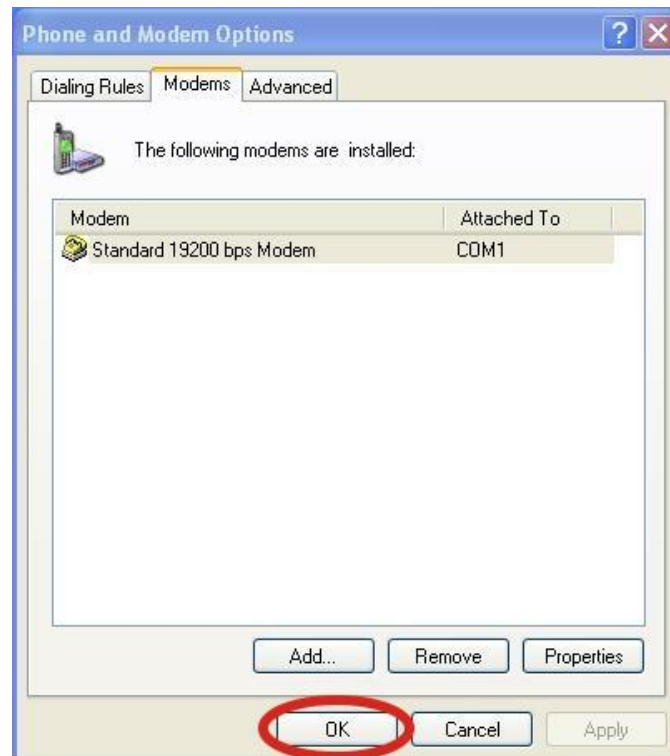 Phone and Modem Options
Dialing Rules Modems Advanced
The following modems are installed:
Modem Attached To
Standard 19200 bps Modem COM1
Add... Remove Properties
OK Cancel Apply